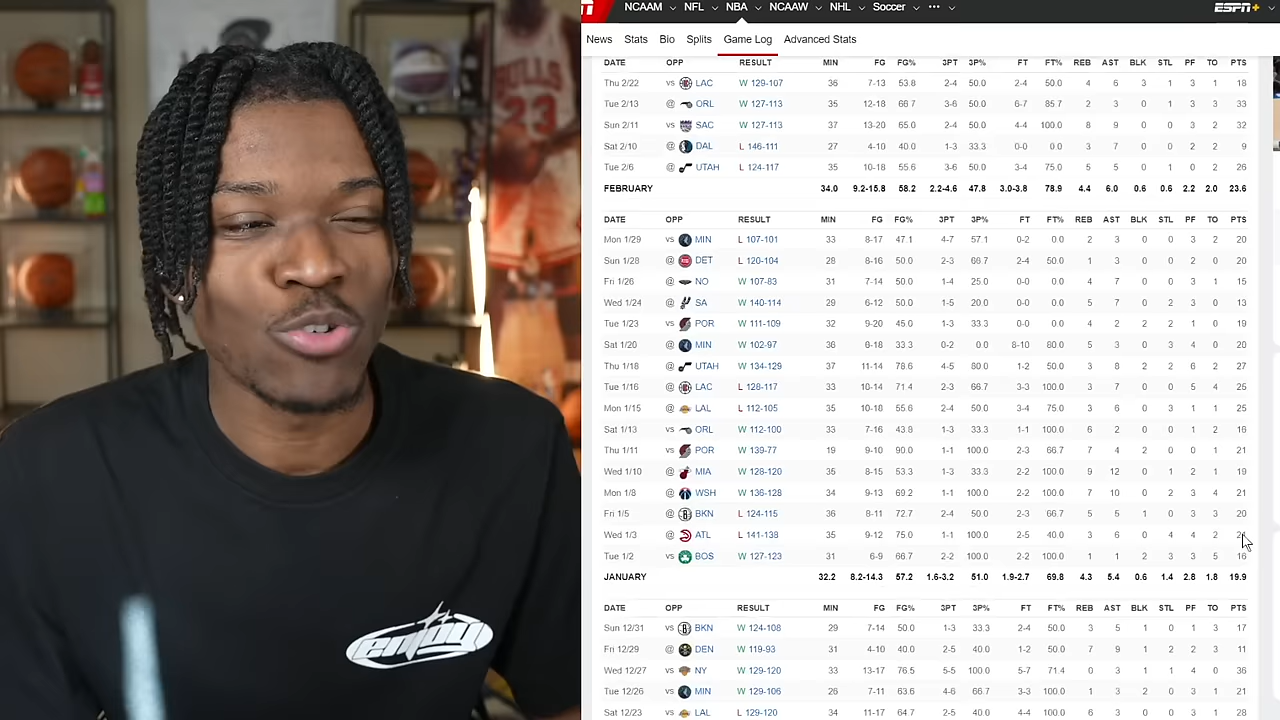 NCAAM NFL NBA NCAAW NHL Soccer ••• ESPN+
News Stats Bio Splits Game Log Advanced Stats
DATE OPP RESULT MIN FG FG% 3PT 3P% FT FT% REB AST BLK STL PF TO PTS
Thu 2/22 vs LAC W 129-107 36 7-13 53.8 2-4 50.0 2-4 50.0 4 6 3 1 3 1 18
Tue 2/13 @ ORL W 127-113 35 12-18 66.7 3-6 50.0 6-7 85.7 2 3 0 1 3 3 33
Sun 2/11 vs SAC W 127-113 37 13-20 65.0 2-4 50.0 4-4 100.0 8 9 0 0 3 2 32
Sat 2/10 @ DAL L 146-111 27 4-10 40.0 1-3 33.3 0-0 0.0 3 7 0 0 0 2 9
Tue 2/6 @ UTAH L 124-117 35 10-18 55.6 3-6 50.0 3-4 75.0 5 5 0 1 2 2 26
FEBRUARY 34.0 9.2-15.8 58.2 2.2-4.6 47.8 3.0-3.8 78.9 4.4 6.0 0.6 0.6 2.2 2.0 23.6
DATE OPP RESULT MIN FG FG% 3PT 3P% FT FT% REB AST BLK STL PF TO PTS
Mon 1/29 vs MIN L 107-101 33 8-17 47.1 4-7 57.1 0-2 0.0 2 3 0 0 3 2 20
Sun 1/28 @ DET L 120-104 28 8-16 50.0 2-3 66.7 2-4 50.0 1 3 0 0 2 0 20
Fri 1/26 @ NO W 107-83 31 7-14 50.0 1-4 25.0 0-0 0.0 4 7 0 1 3 1 15
Wed 1/24 @ SA W 140-114 29 6-12 50.0 1-5 20.0 0-0 0.0 5 7 0 2 3 0 13
Tue 1/23 vs POR W 111-109 32 9-20 45.0 1-3 33.3 0-0 0.0 4 2 2 2 1 0 19
Sat 1/20 @ MIN W 102-97 36 6-18 33.3 0-2 0.0 8-10 80.0 5 3 0 3 4 0 20
Thu 1/18 @ UTAH W 134-129 37 11-14 78.6 4-5 80.0 1-2 50.0 3 8 2 2 6 2 27
Tue 1/16 @ LAC L 128-117 33 10-14 71.4 2-3 66.7 3-3 100.0 3 7 0 0 5 4 25
Mon 1/15 @ LAL L 112-105 35 10-18 55.6 2-4 50.0 3-4 75.0 3 6 0 3 1 1 25
Sat 1/13 vs ORL W 112-100 33 7-16 43.8 1-3 33.3 1-1 100.0 6 2 0 0 1 2 16
Thu 1/11 vs POR W 139-77 19 9-10 90.0 1-1 100.0 2-3 66.7 7 4 2 0 0 1 21
Wed 1/10 @ MIA W 128-120 35 8-15 53.3 1-3 33.3 2-2 100.0 9 12 0 1 2 1 19
Mon 1/8 @ WSH W 136-128 34 9-13 69.2 1-1 100.0 2-2 100.0 7 10 0 2 3 4 21
Fri 1/5 @ BKN L 124-115 36 8-11 72.7 2-4 50.0 2-3 66.7 5 5 1 0 3 3 20
Wed 1/3 @ ATL L 141-138 35 9-12 75.0 1-1 100.0 2-5 40.0 3 6 0 4 4 2
Tue 1/2 vs BOS W 127-123 31 6-9 66.7 2-2 100.0 2-2 100.0 1 1 2 3 3 5 16
JANUARY 32.2 8.2-14.3 57.2 1.6-3.2 51.0 1.9-2.7 69.8 4.3 5.4 0.6 1.4 2.8 1.8 19.9
DATE OPP RESULT MIN FG FG% 3PT 3P% FT FT% REB AST BLK STL PF TO PTS
Sun 12/31 vs BKN W 124-108 29 7-14 50.0 1-3 33.3 2-4 50.0 3 5 1 0 1 3 17
Fri 12/29 @ DEN W 119-93 31 4-10 40.0 2-5 40.0 1-2 50.0 7 9 1 2 2 3 11
Wed 12/27 vs NY W 129-120 33 13-17 76.5 5-5 100.0 5-7 71.4 0 3 1 1 4 0 36
Tue 12/26 vs MIN W 129-106 26 7-11 63.6 4-6 66.7 3-3 100.0 1 3 2 0 3 1 21
Sat 12/23 vs LAL L 129-120 34 11-17 64.7 2-5 40.0 4-4 100.0 6 3 0 0 3 1 28
enjoy
BULLS
23